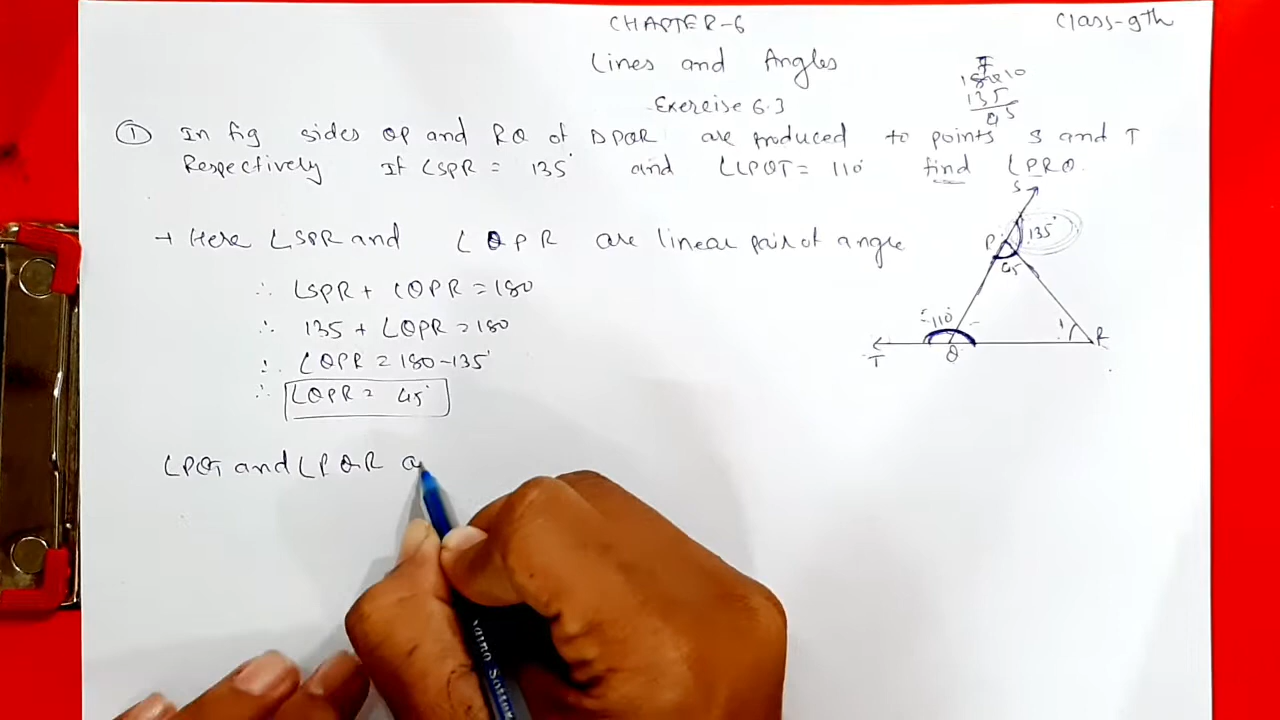 CHAPTER-6
Class-9th
Lines and Angles
Exercise 6.3
135
45
① In fig sides QP and RQ of ΔPQR are produced to points S and T
Respectively If ∠SPR = 135° and ∠∠PQT = 110° find ∠PRQ.
→ Here ∠SPR and ∠QPR are linear pair of angle
∴ ∠SPR + ∠QPR = 180
∴ 135 + ∠QPR = 180
∴ ∠QPR = 180-135°
∴ ∠QPR = 45°
∠PQT and ∠PQR a
S
P
135°
45
110°
T
Q
R